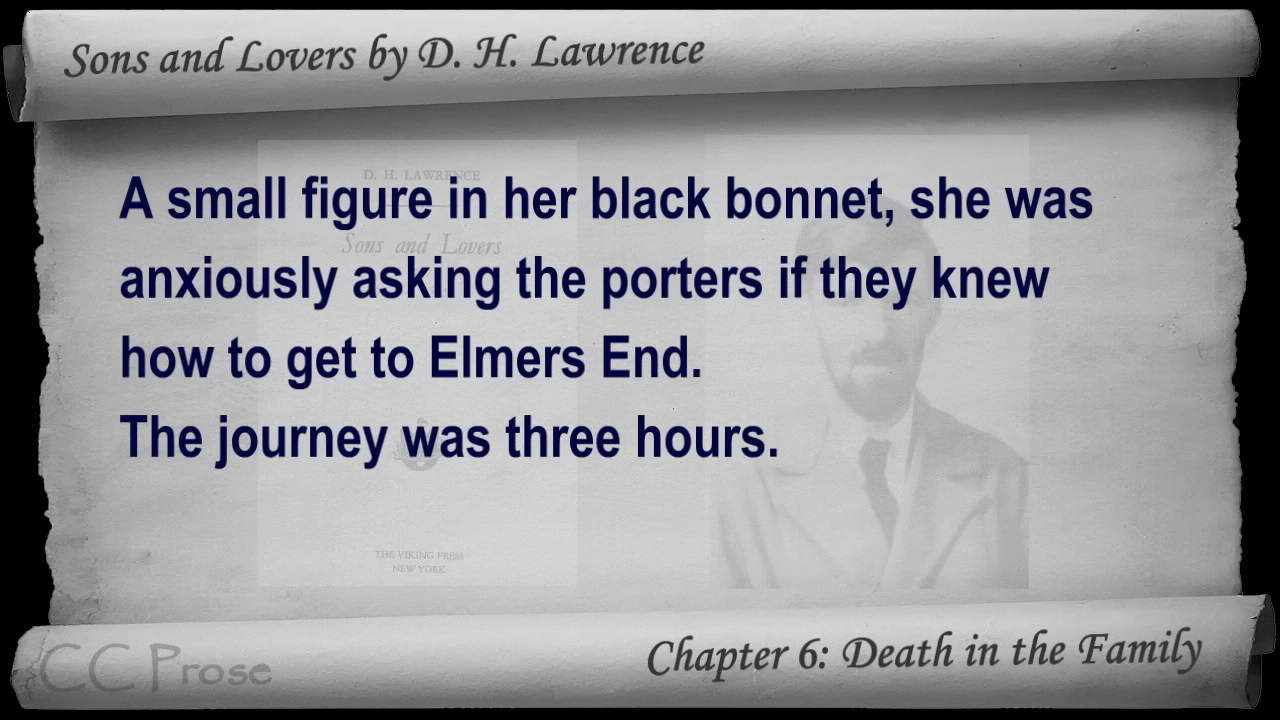 Sons and Lovers by D. H. Lawrence
D. H. LAWRENCE
Sons and Lovers
A small figure in her black bonnet, she was
anxiously asking the porters if they knew
how to get to Elmers End.
The journey was three hours.
THE VIKING PRESS
NEW YORK
CC Prose
Chapter 6: Death in the Family